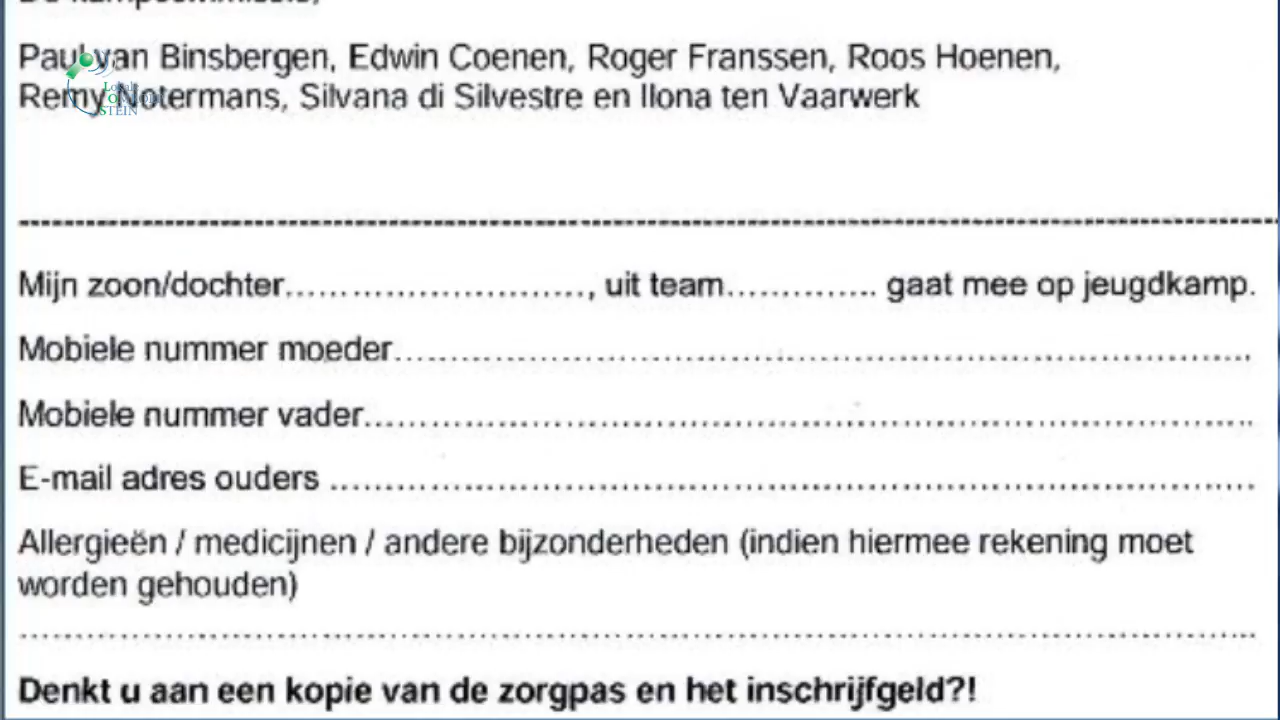 Paul van Binsbergen, Edwin Coenen, Roger Franssen, Roos Hoenen,
Remy Notermans, Silvana di Silvestre en Ilona ten Vaarwerk
STEIN
Mijn zoon/dochter............................., uit team.............. gaat mee op jeugdkamp.
Mobiele nummer moeder................................................................................
Mobiele nummer vader...................................................................................
E-mail adres ouders .......................................................................................
Allergieën / medicijnen / andere bijzonderheden (indien hiermee rekening moet
worden gehouden)
....................................................................................................................
Denkt u aan een kopie van de zorgpas en het inschrijfgeld?!